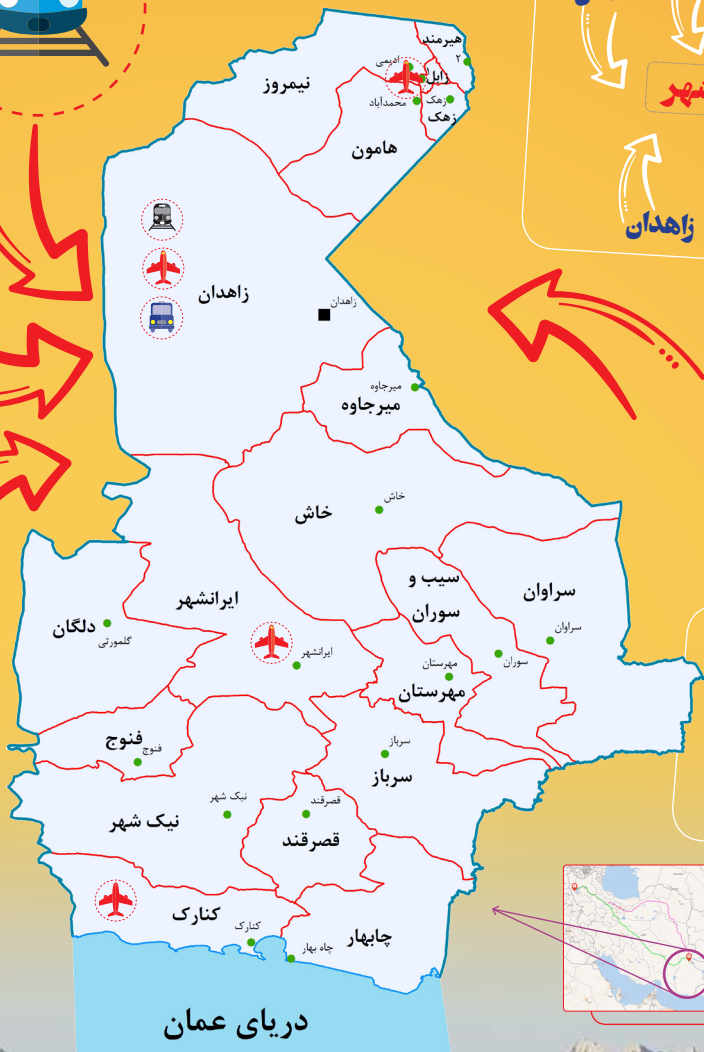 هیرمند
۲
ادیمی
زابل
نیمروز
زهک
محمدآباد
زهک
هامون
زاهدان
زاهدان
زاهدان
میرجاوه
میرجاوه
خاش
خاش
سیب و
سوران
سراوان
ایرانشهر
دلگان
گلمورتی
سراوان
ایرانشهر
سوران
مهرستان
مهرستان
فنوج
فنوج
سرباز
سرباز
نیک شهر
قصرقند
نیک شهر
قصرقند
کنارک
کنارک
چابهار
چاه بهار
دریای عمان